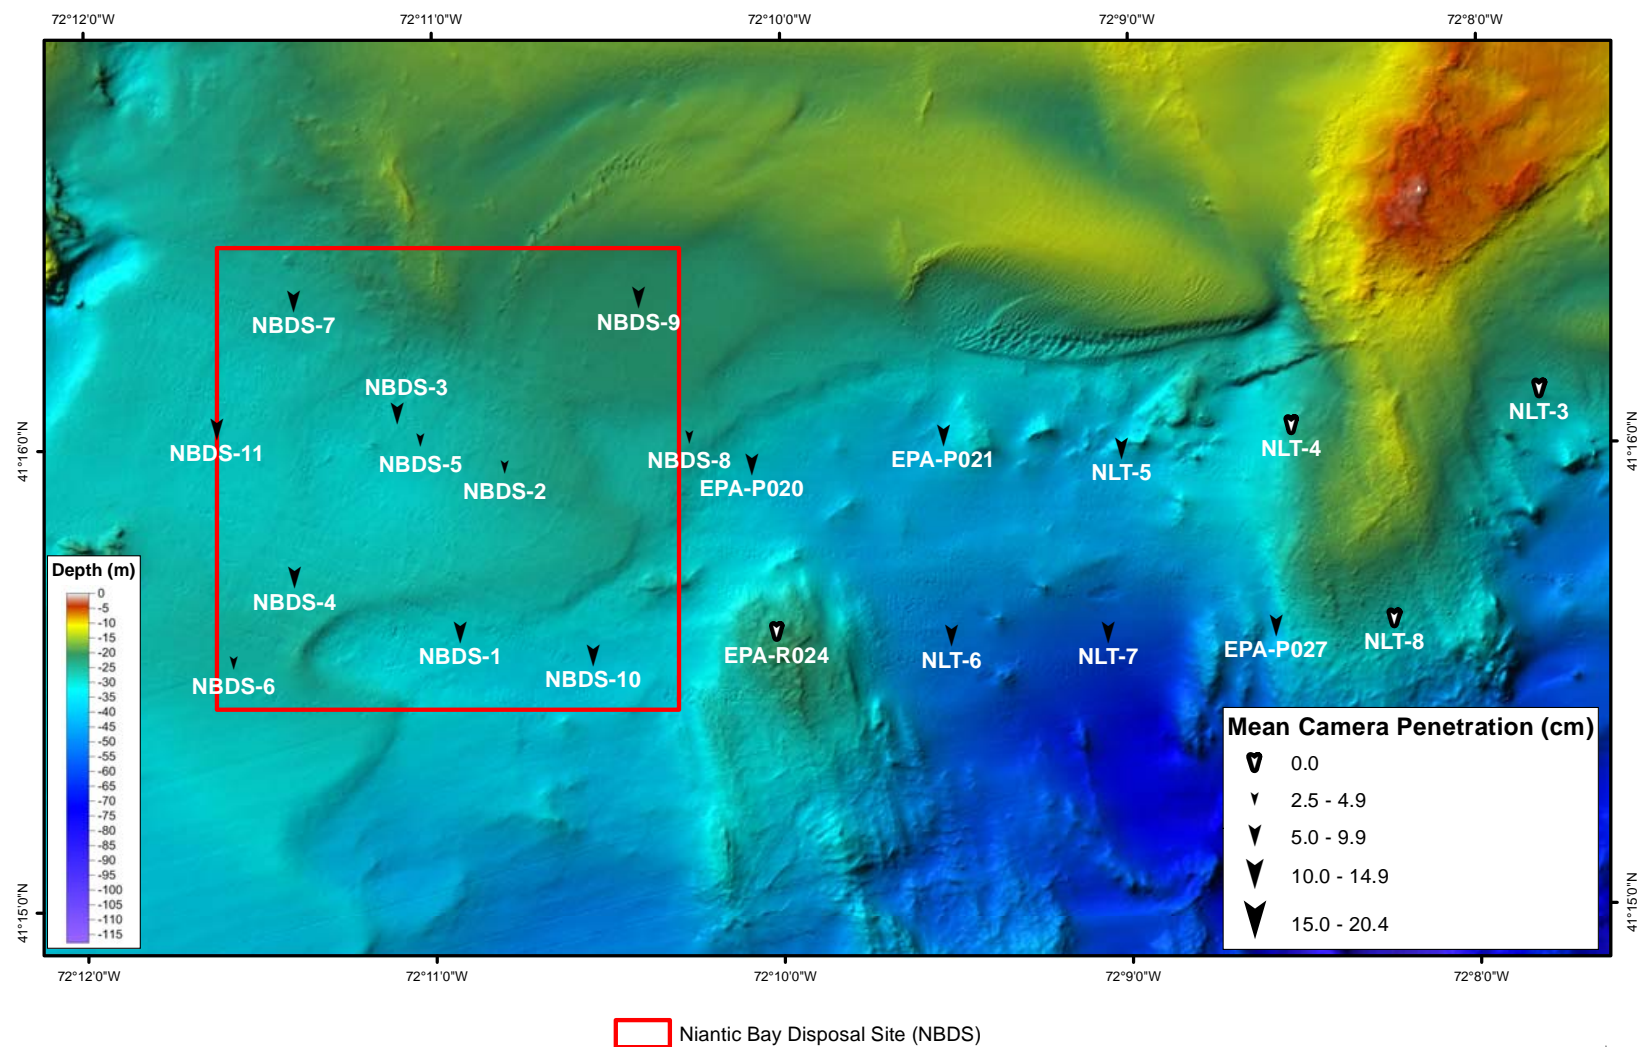 72°12'0"W 72°11'0"W 72°10'0"W 72°9'0"W 72°8'0"W
NBDS-7
NBDS-9
NBDS-3
NBDS-11
NBDS-5
NBDS-2
NBDS-8
EPA-P020
EPA-P021
NLT-5
NLT-4
NLT-3
41°16'0"N
41°16'0"N
NBDS-4
NBDS-1
NBDS-10
NBDS-6
EPA-R024
NLT-6
NLT-7
EPA-P027
NLT-8
Depth (m)
0
-5
-10
-15
-20
-25
-30
-35
-40
-45
-50
-55
-60
-65
-70
-75
-80
-85
-90
-95
-100
-105
-110
-115
Mean Camera Penetration (cm)
0.0
2.5 - 4.9
5.0 - 9.9
10.0 - 14.9
15.0 - 20.4
41°15'0"N
41°15'0"N
72°12'0"W 72°11'0"W 72°10'0"W 72°9'0"W 72°8'0"W
Niantic Bay Disposal Site (NBDS)